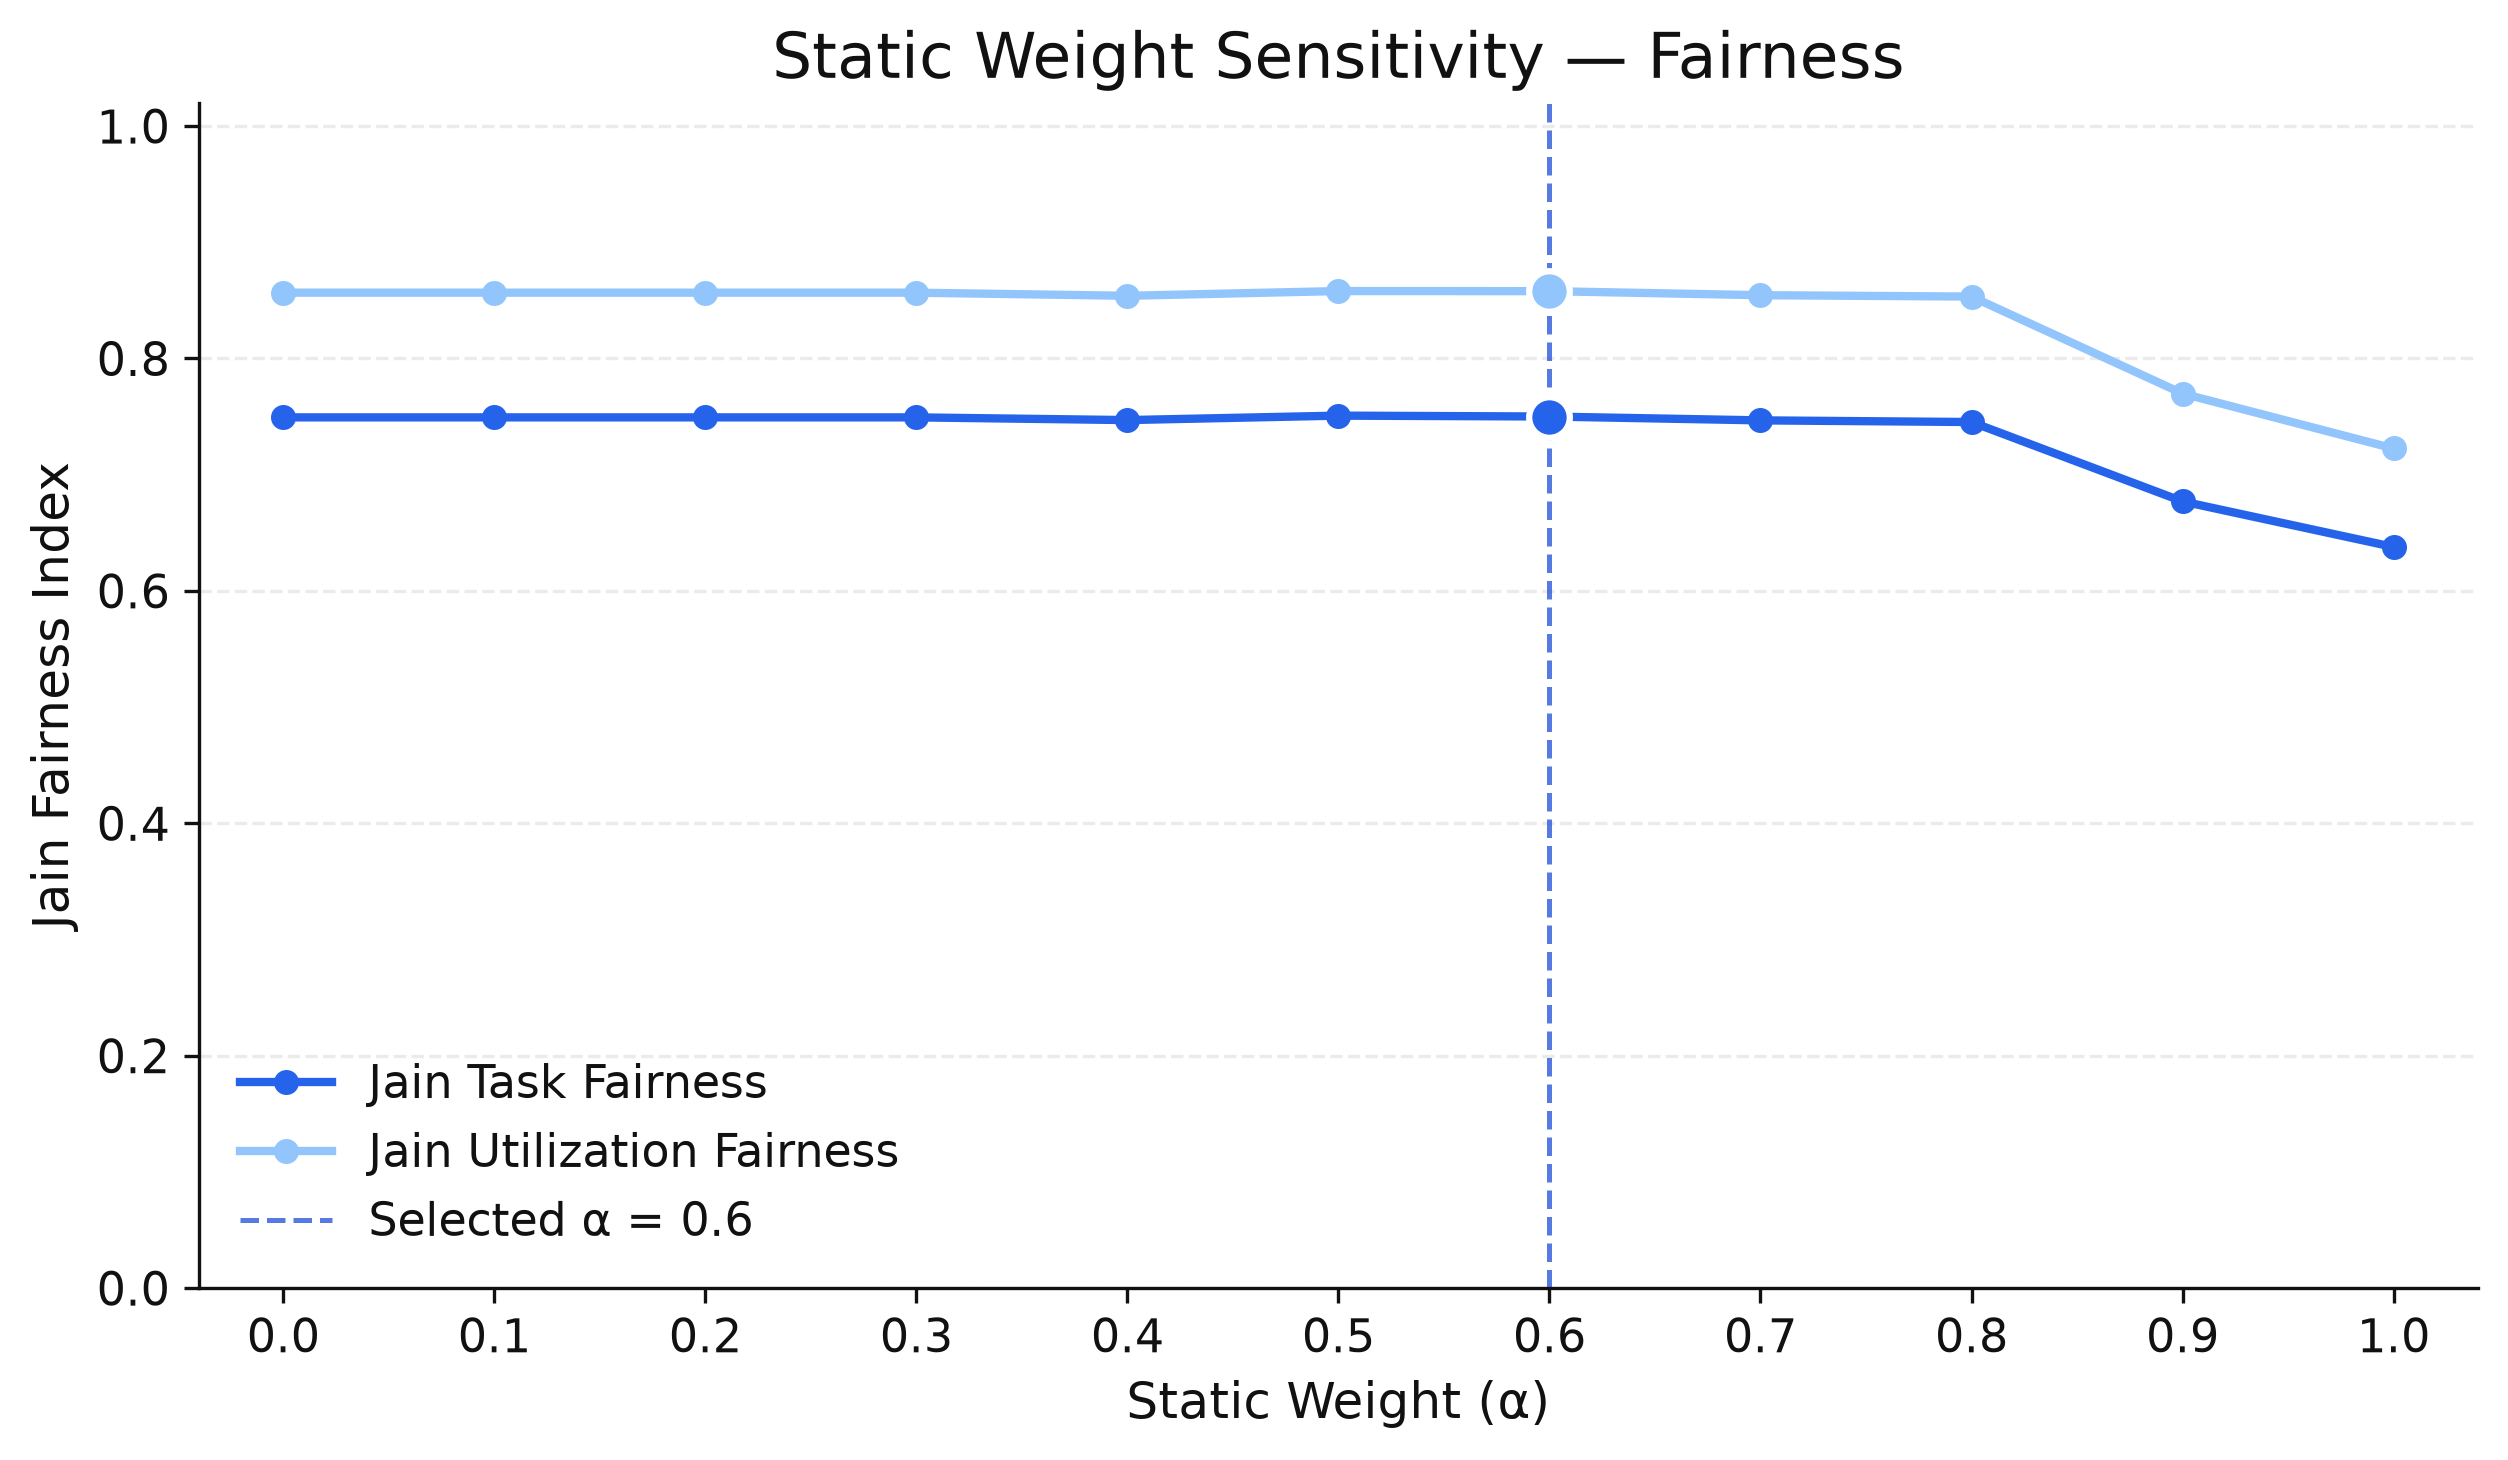 Static Weight Sensitivity — Fairness
Jain Fairness Index
1.0
0.8
0.6
0.4
0.2
0.0
Jain Task Fairness
Jain Utilization Fairness
Selected α = 0.6
0.0 0.1 0.2 0.3 0.4 0.5 0.6 0.7 0.8 0.9 1.0
Static Weight (α)